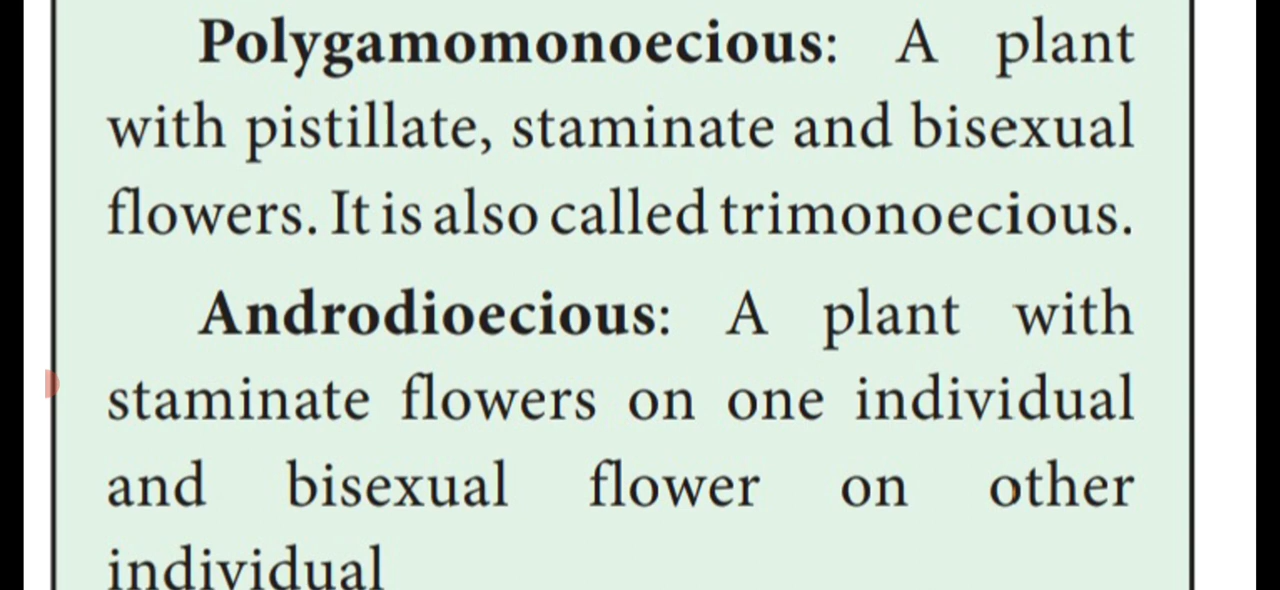 Polygamomonoecious: A plant
with pistillate, staminate and bisexual
flowers. It is also called trimonoecious.
Androdioecious: A plant with
staminate flowers on one individual
and bisexual flower on other
individual